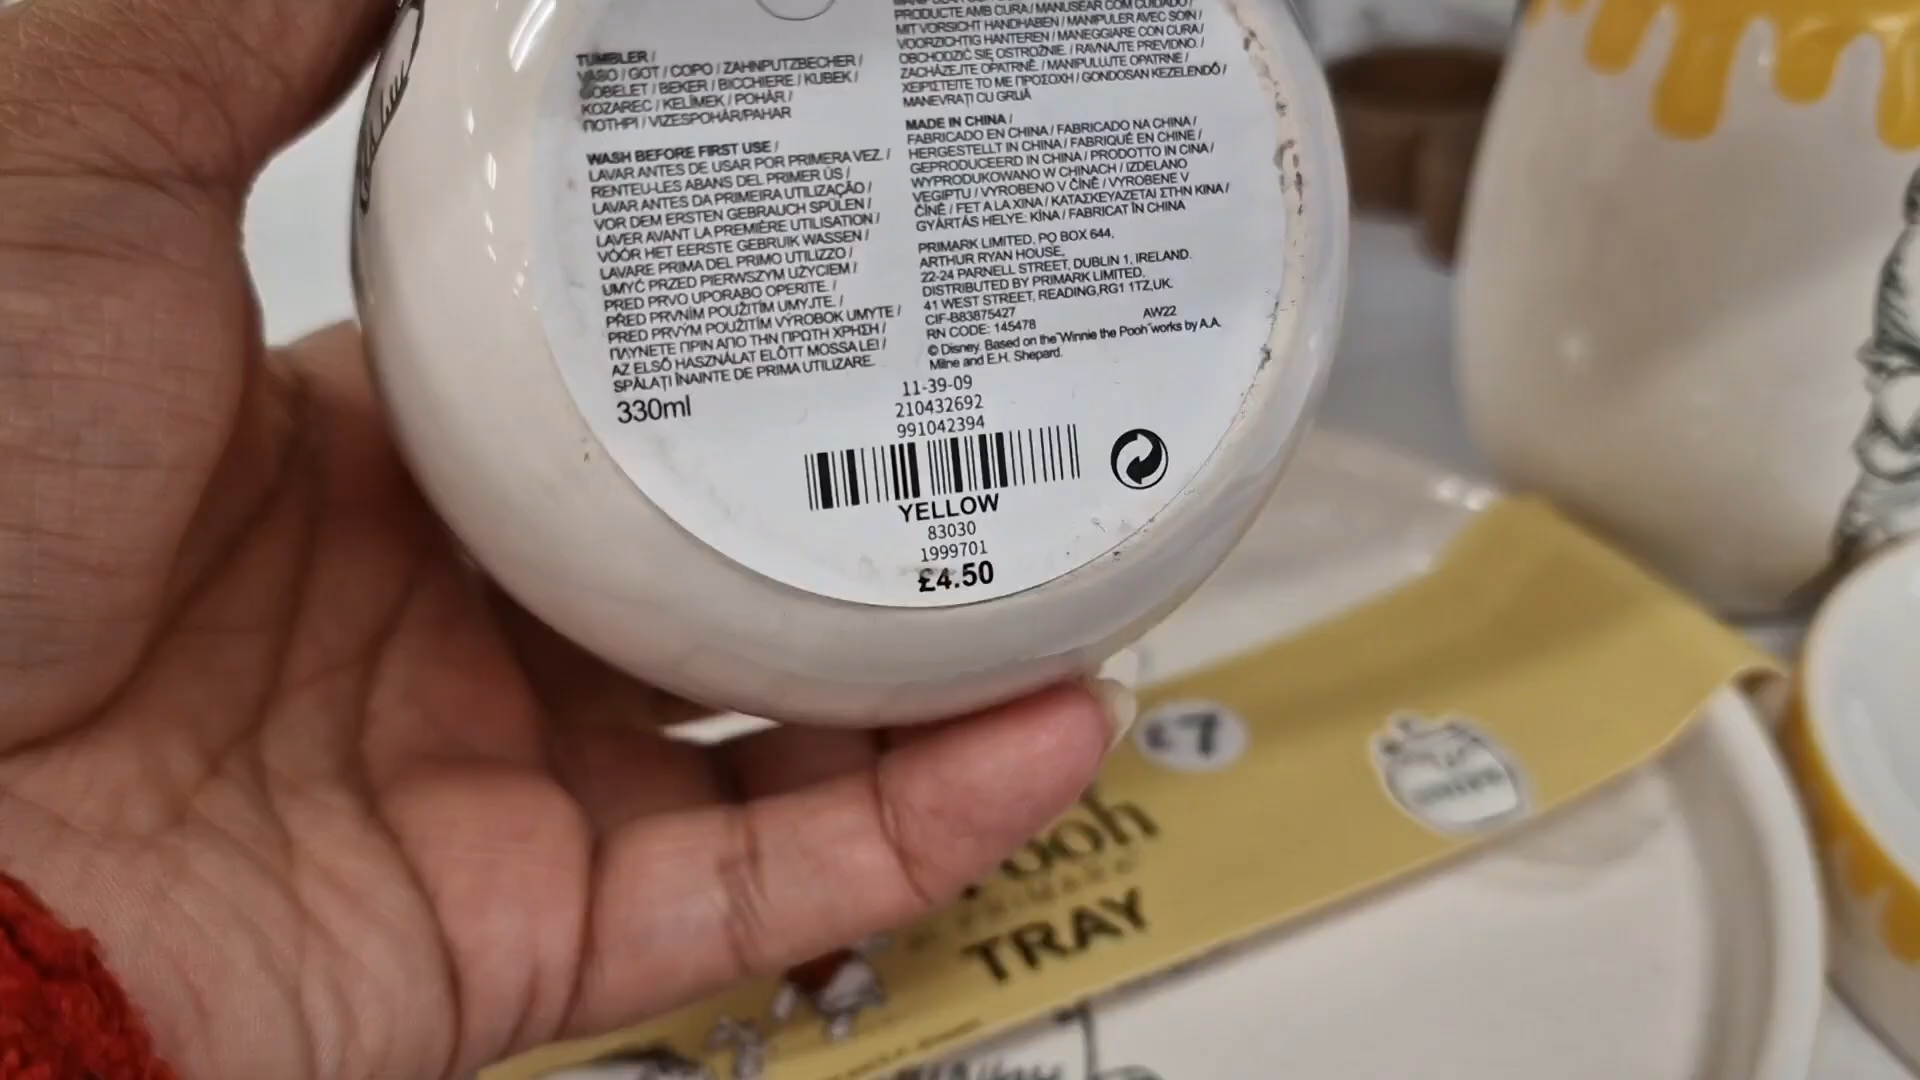 TUMBLER /
VASO / GOT / COPO / ZAHNPUTZBECHER /
GOBELET / BEKER / BICCHIERE / KUBEK /
KOZAREC / KELÍMEK / POHÁR /
ΠΟΤΗΡΙ / VIZESPOHÁR/PAHAR
WASH BEFORE FIRST USE /
LAVAR ANTES DE USAR POR PRIMERA VEZ. /
RENTEU-LES ABANS DEL PRIMER ÚS /
LAVAR ANTES DA PRIMEIRA UTILIZAÇÃO /
VOR DEM ERSTEN GEBRAUCH SPÜLEN /
LAVER AVANT LA PREMIÈRE UTILISATION /
VÓÓR HET EERSTE GEBRUIK WASSEN /
LAVARE PRIMA DEL PRIMO UTILIZZO /
UMYĆ PRZED PIERWSZYM UŻYCIEM /
PRED PRVO UPORABO OPERITE. /
PŘED PRVNÍM POUŽITÍM UMYJTE. /
PRED PRVÝM POUŽITÍM VÝROBOK UMYTE /
ΠΛΥΝΕΤΕ ΠΡΙΝ ΑΠΟ ΤΗΝ ΠΡΩΤΗ ΧΡΗΣΗ /
AZ ELSŐ HASZNÁLAT ELŐTT MOSSA LE! /
SPĂLAȚI ÎNAINTE DE PRIMA UTILIZARE.
330ml
PRODUCTE AMB CURA / MANUSEAR COM CUIDADO /
MIT VORSICHT HANDHABEN / MANIPULER AVEC SOIN /
VOORZICHTIG HANTEREN / MANEGGIARE CON CURA /
OBCHODZIĆ SIĘ OSTROŻNIE. / RAVNAJTE PREVIDNO. /
ZACHÁZEJTE OPATRNĚ. / MANIPULUJTE OPATRNE /
ΧΕΙΡΙΣΤΕΙΤΕ ΤΟ ΜΕ ΠΡΟΣΟΧΗ / GONDOSAN KEZELENDŐ /
MANEVRAȚI CU GRIJĂ
MADE IN CHINA /
FABRICADO EN CHINA / FABRICADO NA CHINA /
HERGESTELLT IN CHINA / FABRIQUÉ EN CHINE /
GEPRODUCEERD IN CHINA / PRODOTTO IN CINA /
WYPRODUKOWANO W CHINACH / IZDELANO
VEGIPTU / VYROBENO V ČÍNĚ / VYROBENE V
ČÍNĚ / FET A LA XINA / ΚΑΤΑΣΚΕΥΑΖΕΤΑΙ ΣΤΗΝ ΚΙΝΑ /
GYÁRTÁS HELYE: KÍNA / FABRICAT ÎN CHINA
PRIMARK LIMITED, PO BOX 644,
ARTHUR RYAN HOUSE,
22-24 PARNELL STREET, DUBLIN 1, IRELAND.
DISTRIBUTED BY PRIMARK LIMITED,
41 WEST STREET, READING,RG1 1TZ,UK.
CIF-B83875427 AW22
RN CODE: 145478
© Disney. Based on the "Winnie the Pooh" works by A.A.
Milne and E.H. Shepard.
11-39-09
210432692
991042394
YELLOW
83030
1999701
£4.50
£7
Pooh
PRIMARK
TRAY